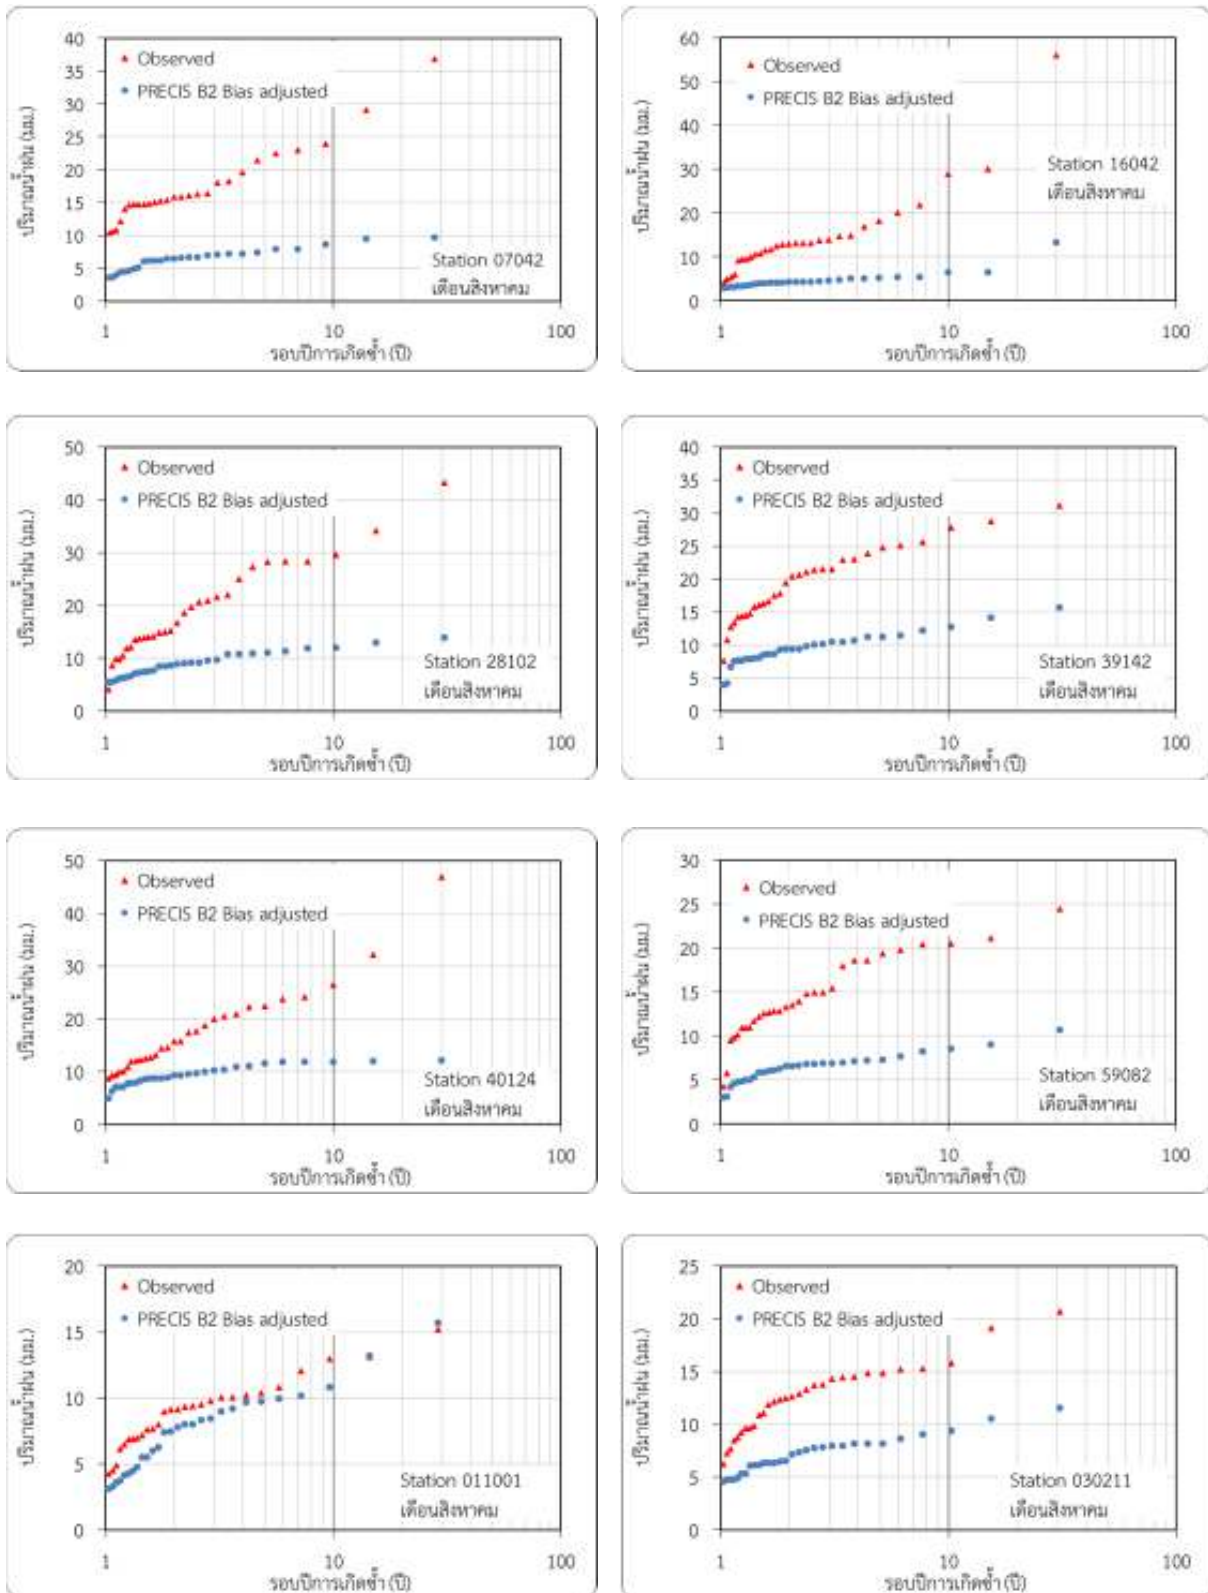 40
35
30
25
20
15
10
5
0
ปริมาณน้ำฝน (มม.)
Observed
PRECIS B2 Bias adjusted
Station 07042
เดือนสิงหาคม
1 10 100
รอบปีการเกิดซ้ำ (ปี)
60
50
40
30
20
10
0
ปริมาณน้ำฝน (มม.)
Observed
PRECIS B2 Bias adjusted
Station 16042
เดือนสิงหาคม
1 10 100
รอบปีการเกิดซ้ำ (ปี)
50
40
30
20
10
0
ปริมาณน้ำฝน (มม.)
Observed
PRECIS B2 Bias adjusted
Station 28102
เดือนสิงหาคม
1 10 100
รอบปีการเกิดซ้ำ (ปี)
40
35
30
25
20
15
10
5
0
ปริมาณน้ำฝน (มม.)
Observed
PRECIS B2 Bias adjusted
Station 39142
เดือนสิงหาคม
1 10 100
รอบปีการเกิดซ้ำ (ปี)
50
40
30
20
10
0
ปริมาณน้ำฝน (มม.)
Observed
PRECIS B2 Bias adjusted
Station 40124
เดือนสิงหาคม
1 10 100
รอบปีการเกิดซ้ำ (ปี)
30
25
20
15
10
5
0
ปริมาณน้ำฝน (มม.)
Observed
PRECIS B2 Bias adjusted
Station 59082
เดือนสิงหาคม
1 10 100
รอบปีการเกิดซ้ำ (ปี)
20
15
10
5
0
ปริมาณน้ำฝน (มม.)
Observed
PRECIS B2 Bias adjusted
Station 011001
เดือนสิงหาคม
1 10 100
รอบปีการเกิดซ้ำ (ปี)
25
20
15
10
5
0
ปริมาณน้ำฝน (มม.)
Observed
PRECIS B2 Bias adjusted
Station 030211
เดือนสิงหาคม
1 10 100
รอบปีการเกิดซ้ำ (ปี)